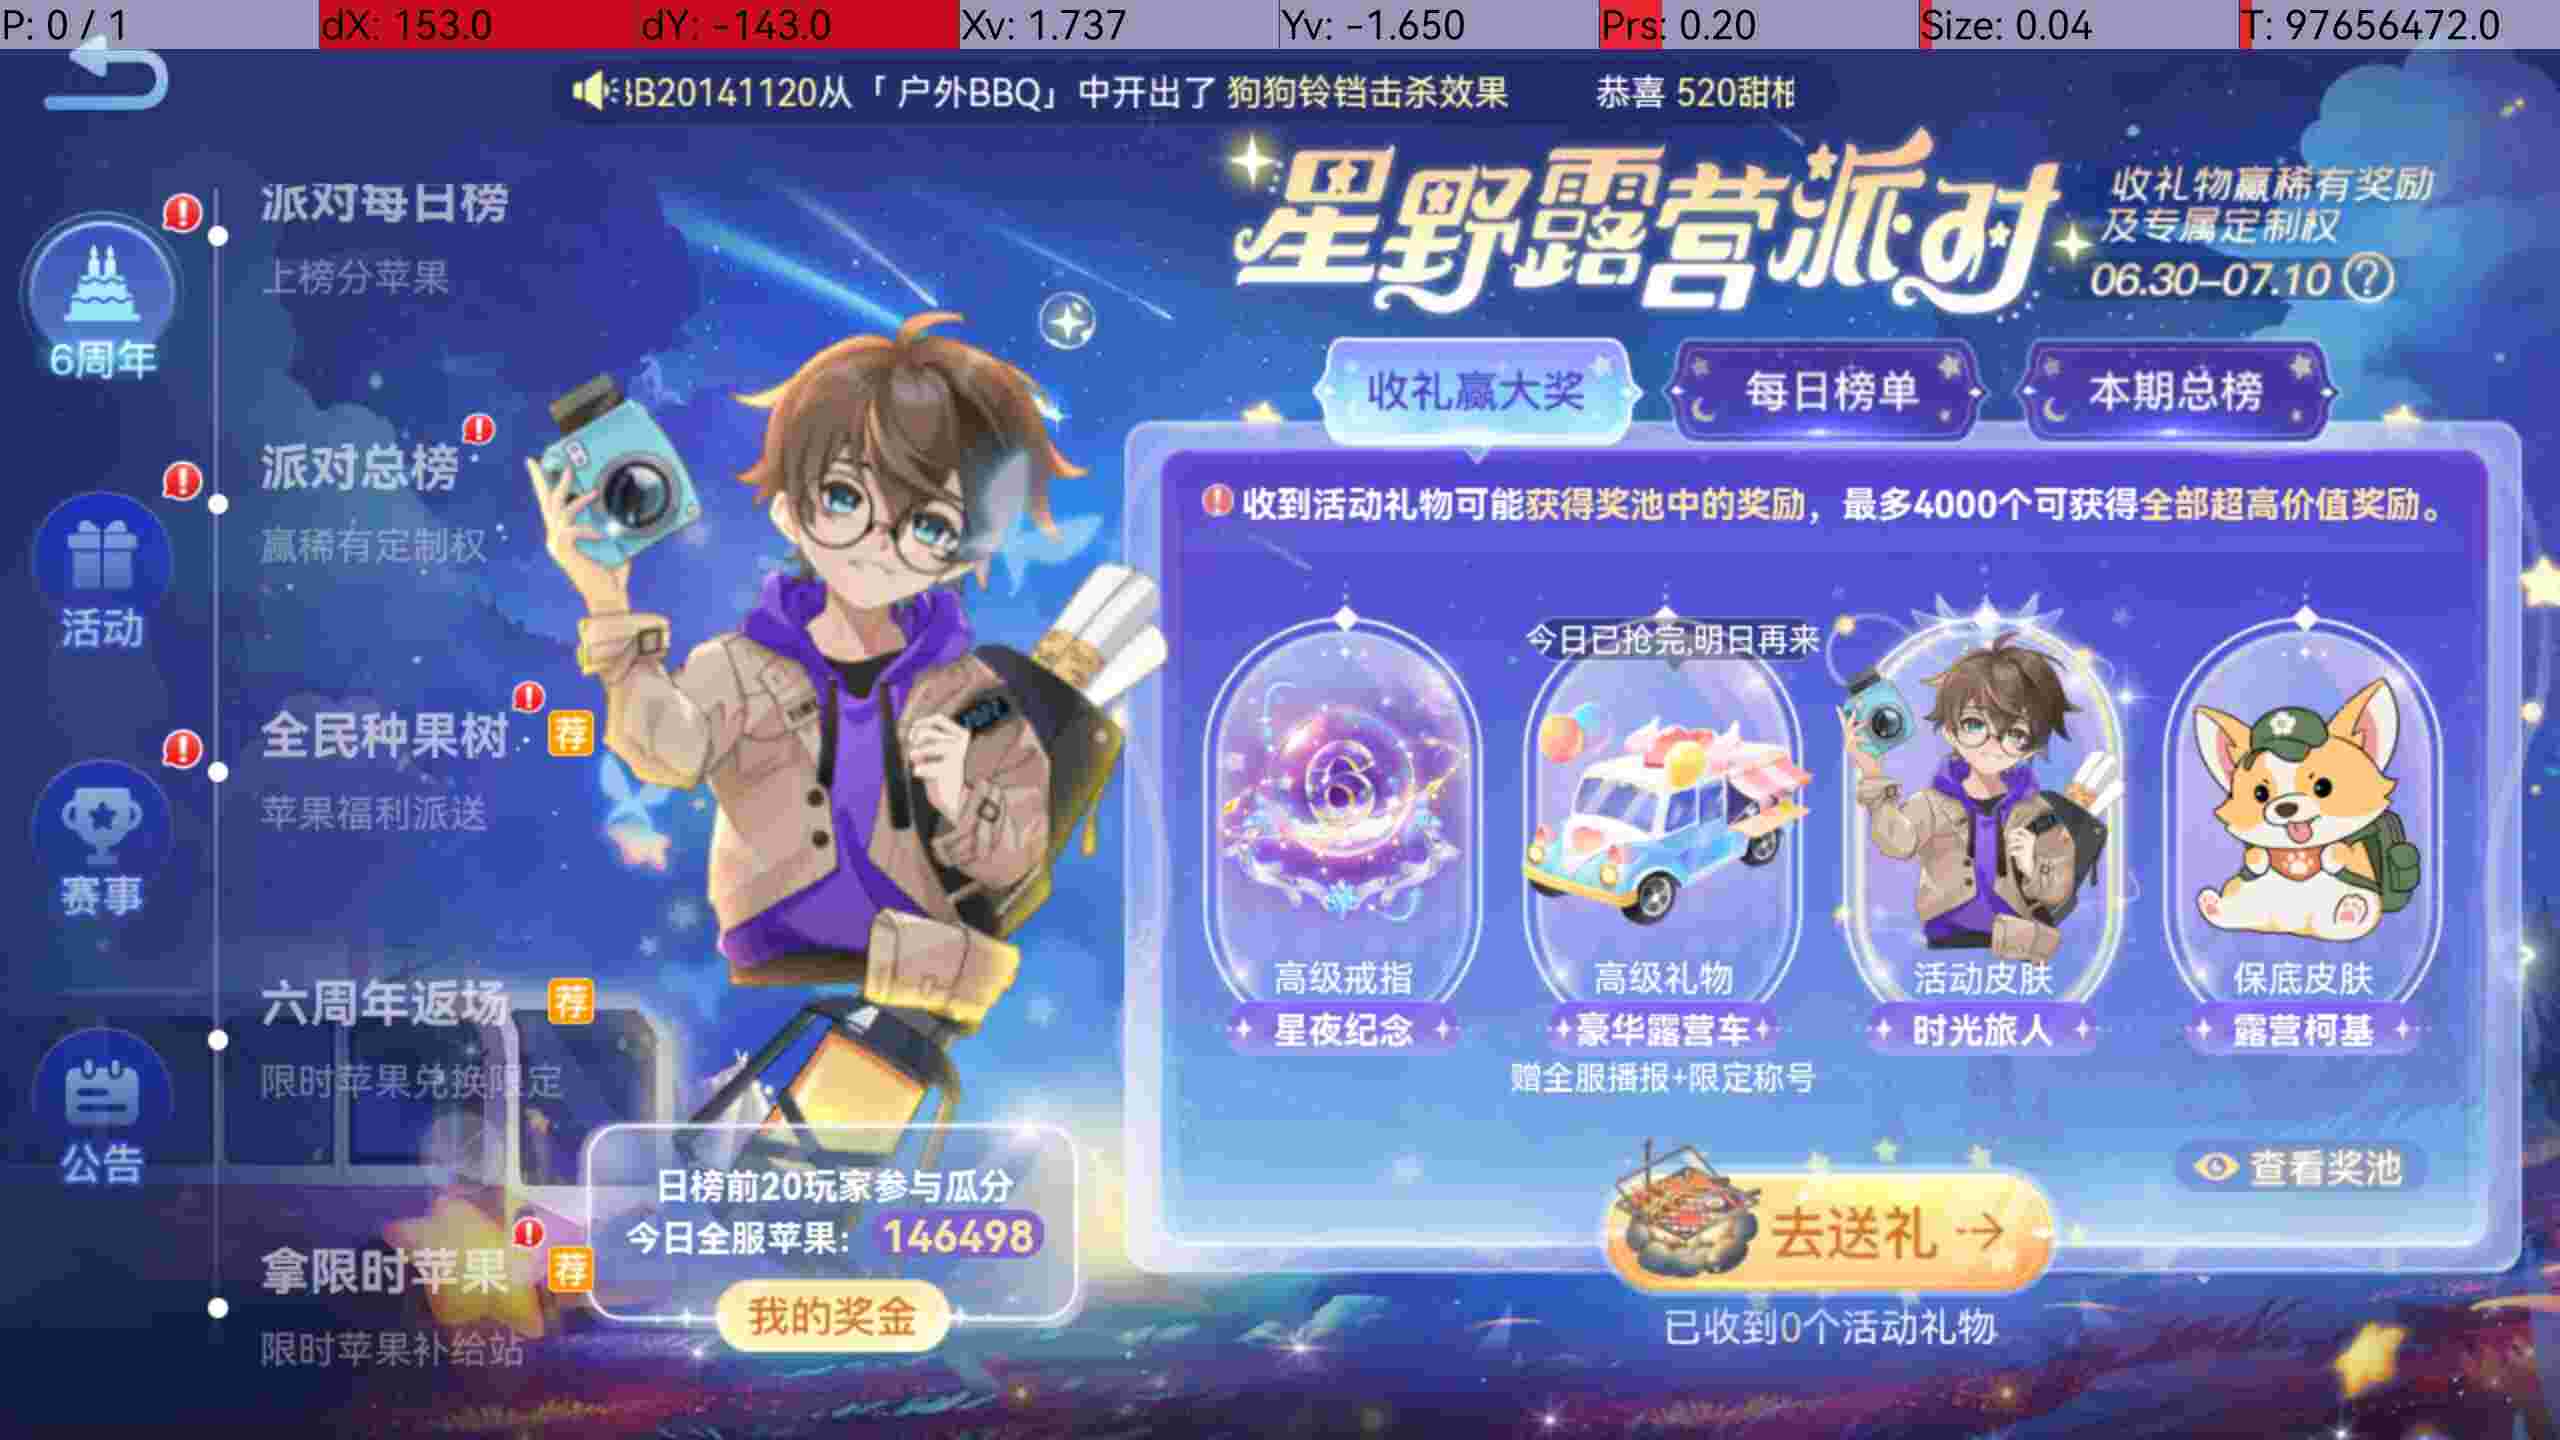 P: 0 / 1
dX: 153.0
dY: -143.0
Xv: 1.737
Yv: -1.650
Prs: 0.20
Size: 0.04
T: 97656472.0
B20141120从「 户外BBQ」中开出了 狗狗铃铛击杀效果 恭喜 520甜
星野露营派对
收礼物赢稀有奖励
及专属定制权
06.30-07.10
6周年
活动
赛事
公告
派对每日榜
上榜分苹果
派对总榜
赢稀有定制权
全民种果树
荐
苹果福利派送
六周年返场
荐
限时苹果兑换限定
拿限时苹果
荐
限时苹果补给站
日榜前20玩家参与瓜分
今日全服苹果: 146498
我的奖金
收礼赢大奖
每日榜单
本期总榜
收到活动礼物可能获得奖池中的奖励，最多4000个可获得全部超高价值奖励。
今日已抢完,明日再来
6
高级戒指
星夜纪念
高级礼物
豪华露营车
赠全服播报+限定称号
活动皮肤
时光旅人
保底皮肤
露营柯基
查看奖池
去送礼
已收到0个活动礼物